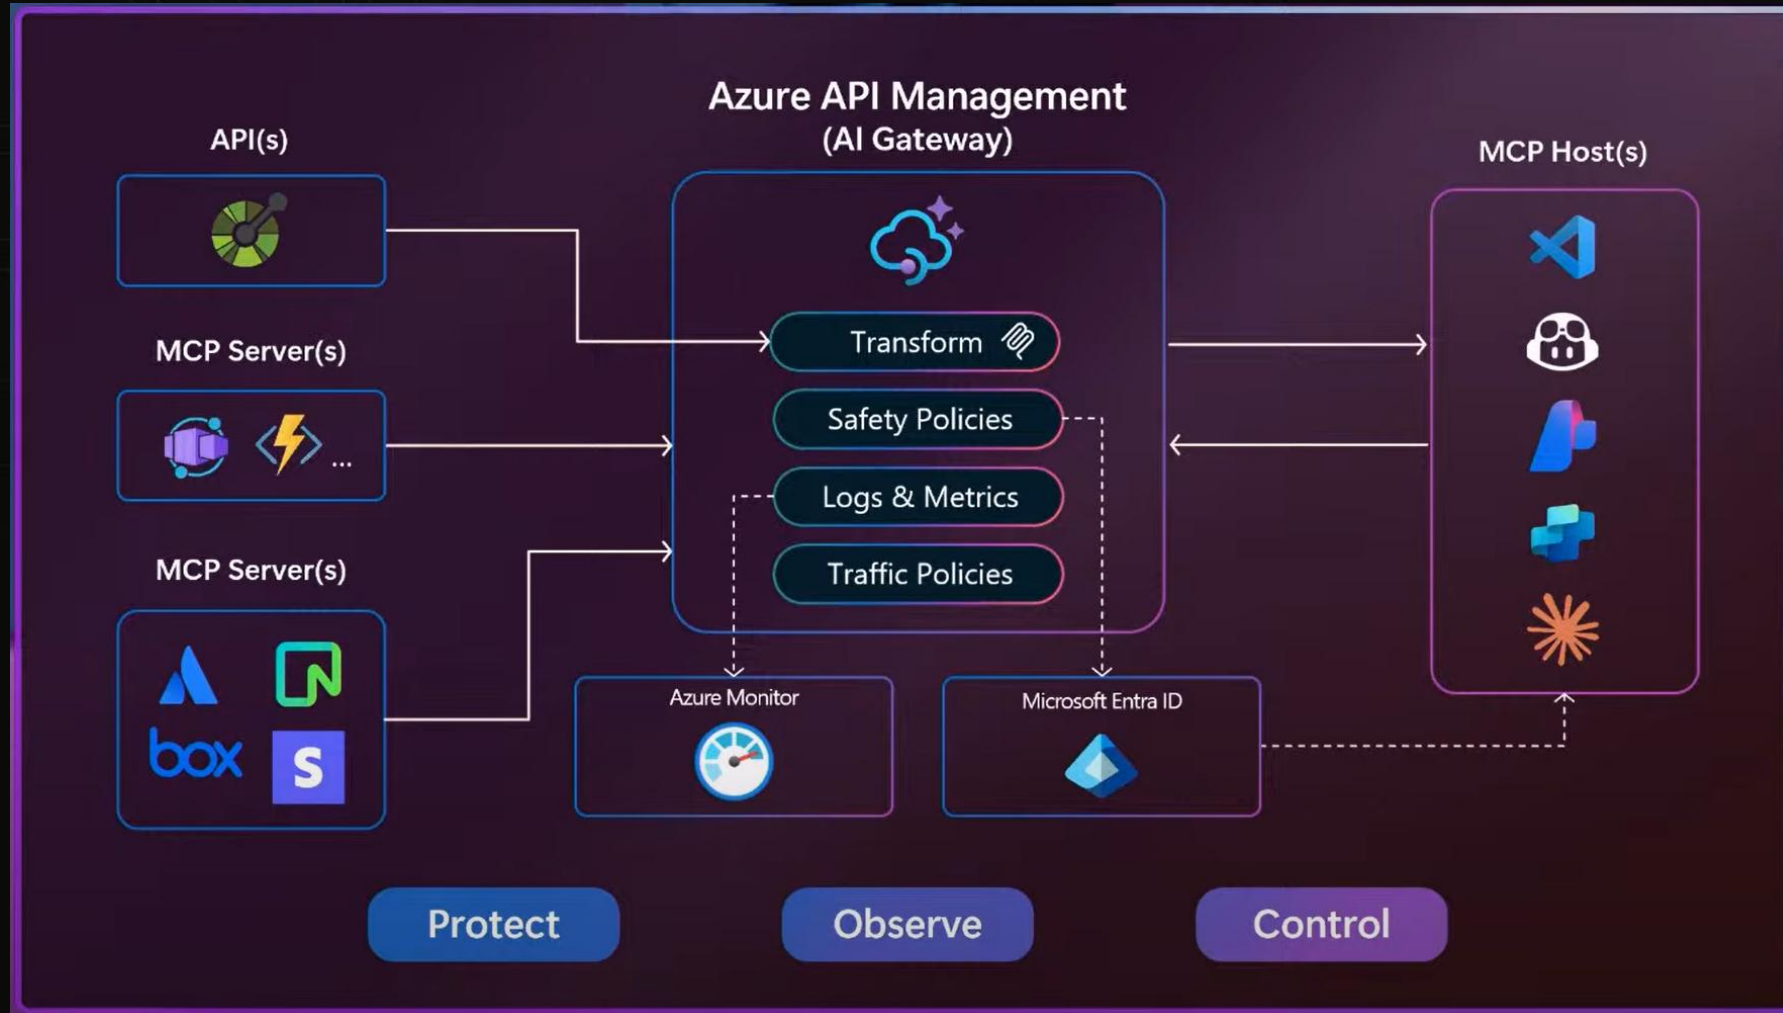 Azure API Management
(AI Gateway)
API(s)
MCP Server(s)
...
MCP Server(s)
box
S
Transform
Safety Policies
Logs & Metrics
Traffic Policies
MCP Host(s)
Azure Monitor
Microsoft Entra ID
Protect
Observe
Control